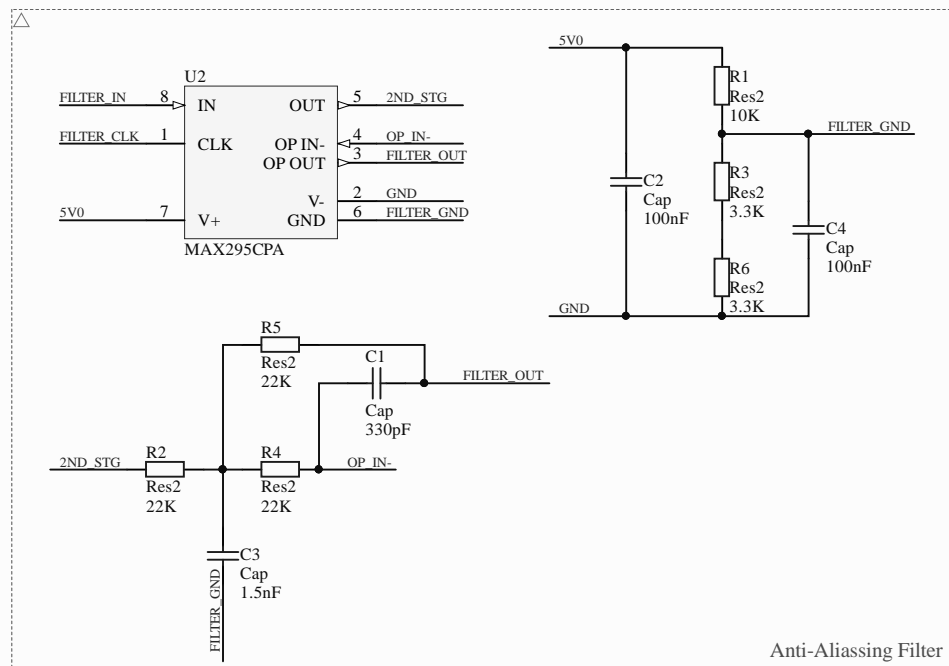 U2
FILTER_IN 8 IN OUT 5 2ND_STG
FILTER_CLK 1 CLK OP IN- 4 OP_IN-
OP OUT 3 FILTER_OUT
V- 2 GND
5V0 7 V+ GND 6 FILTER_GND
MAX295CPA
5V0
R1
Res2
10K
FILTER_GND
R3
Res2
3.3K
C2
Cap
100nF
C4
Cap
100nF
R6
Res2
3.3K
GND
R5
Res2
22K
C1
Cap
330pF
FILTER_OUT
2ND_STG
R2
Res2
22K
R4
Res2
22K
OP_IN-
C3
Cap
1.5nF
FILTER_GND
Anti-Aliassing Filter